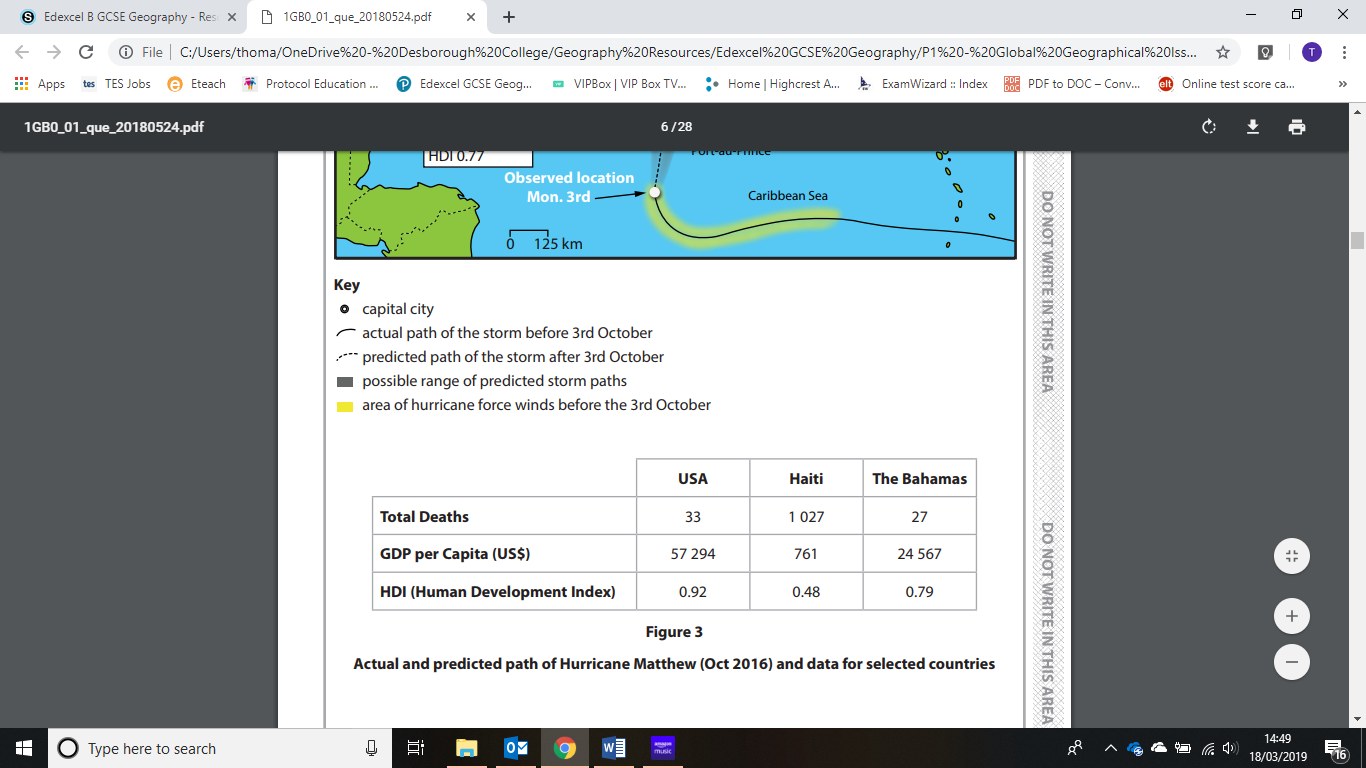 Edexcel B GCSE Geography - Res
1GB0_01_que_20180524.pdf
File
C:/Users/thoma/OneDrive%20-%20Desborough%20College/Geography%20Resources/Edexcel%20GCSE%20Geography/P1%20-%20Global%20Geographical%20Iss...
T
Apps
tes TES Jobs
Eteach
Protocol Education ...
Edexcel GCSE Geog...
VIPBox | VIP Box TV...
Home | Highcrest A...
ExamWizard :: Index
PDF to DOC – Conv...
elt Online test score ca...
»
1GB0_01_que_20180524.pdf
6 / 28
HDI 0.77
Port-au-Prince
Observed location
Mon. 3rd
Caribbean Sea
0 125 km
Key
capital city
actual path of the storm before 3rd October
predicted path of the storm after 3rd October
possible range of predicted storm paths
area of hurricane force winds before the 3rd October
USA Haiti The Bahamas
Total Deaths 33 1 027 27
GDP per Capita (US$) 57 294 761 24 567
HDI (Human Development Index) 0.92 0.48 0.79
Figure 3
Actual and predicted path of Hurricane Matthew (Oct 2016) and data for selected countries
DO NOT WRITE IN THIS AREA
DO NOT WRITE IN THIS AREA
Type here to search
amazon music
14:49
18/03/2019
16